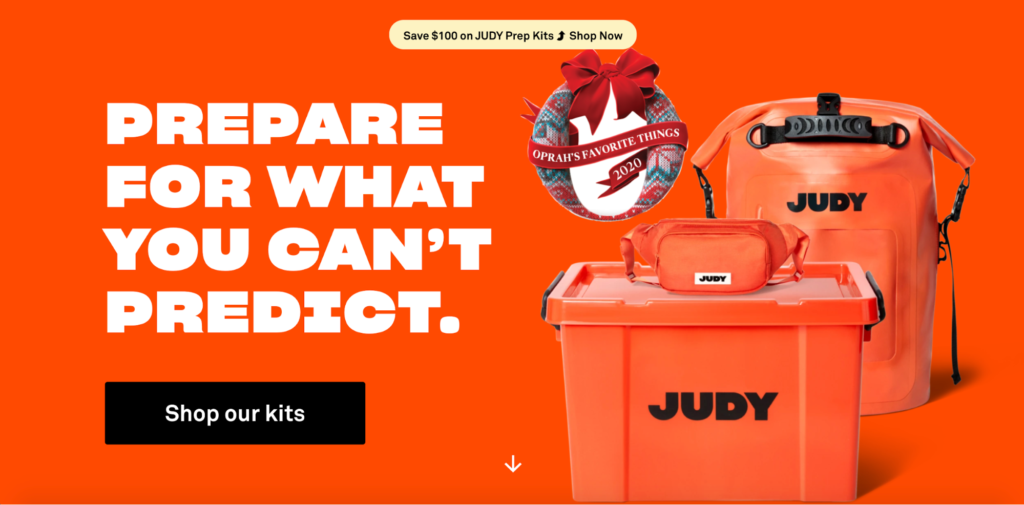 Save $100 on JUDY Prep Kits ⤴ Shop Now
PREPARE
FOR WHAT
YOU CAN'T
PREDICT.
Shop our kits
OPRAH'S FAVORITE THINGS
2020
JUDY
JUDY
JUDY